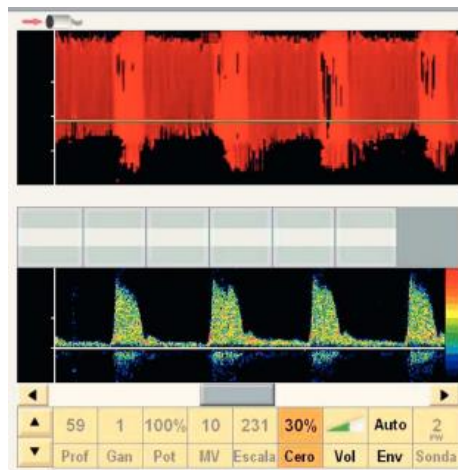 59 1 100% 10 231 30% Auto 2
PW
Prof Gan Pot MV Escala Cero Vol Env Sonda